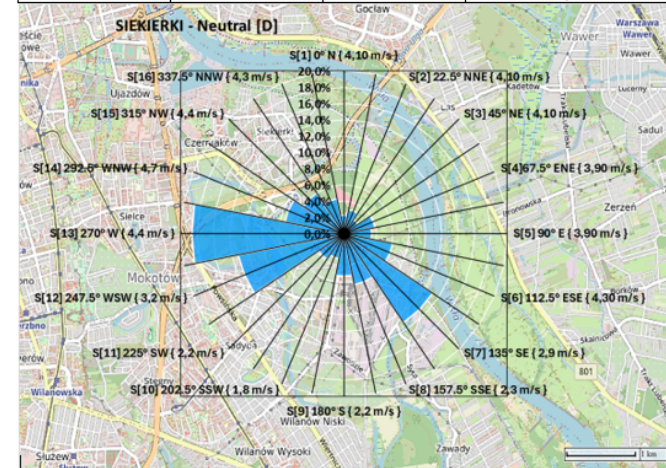 Gocław
SIEKIERKI - Neutral [D]
Warszawa
Wawer
Wawer
Wawer
S[1] 0° N { 4,10 m/s }
20,0%
S[16] 337.5° NNW { 4,3 m/s }
S[2] 22.5° NNE { 4,10 m/s }
Kadetów
Lucerny
Ujazdów
18,0%
16,0%
S[15] 315° NW { 4,4 m/s }
S[3] 45° NE { 4,10 m/s }
Las
14,0%
Siekierki
12,0%
Sadul
Czerniaków
10,0%
S[14] 292.5° WNW { 4,7 m/s }
8,0%
S[4]67.5° ENE { 3,90 m/s }
6,0%
4,0%
Zerzeń
Sielce
2,0%
S[13] 270° W { 4,4 m/s }
0,0%
S[5] 90° E { 3,90 m/s }
Mokotów
Borków
S[12] 247.5° WSW { 3,2 m/s }
S[6] 112.5° ESE { 4,30 m/s }
Skalnicowa
Sadyba
S[11] 225° SW { 2,2 m/s }
S[7] 135° SE { 2,9 m/s }
801
Stegny
Wilanowska
S[10] 202.5° SSW { 1,8 m/s }
S[8] 157.5° SSE { 2,3 m/s }
S[9] 180° S { 2,2 m/s }
Wilanów Niski
Wilanów Wysoki
Zawady
Służew
1 km